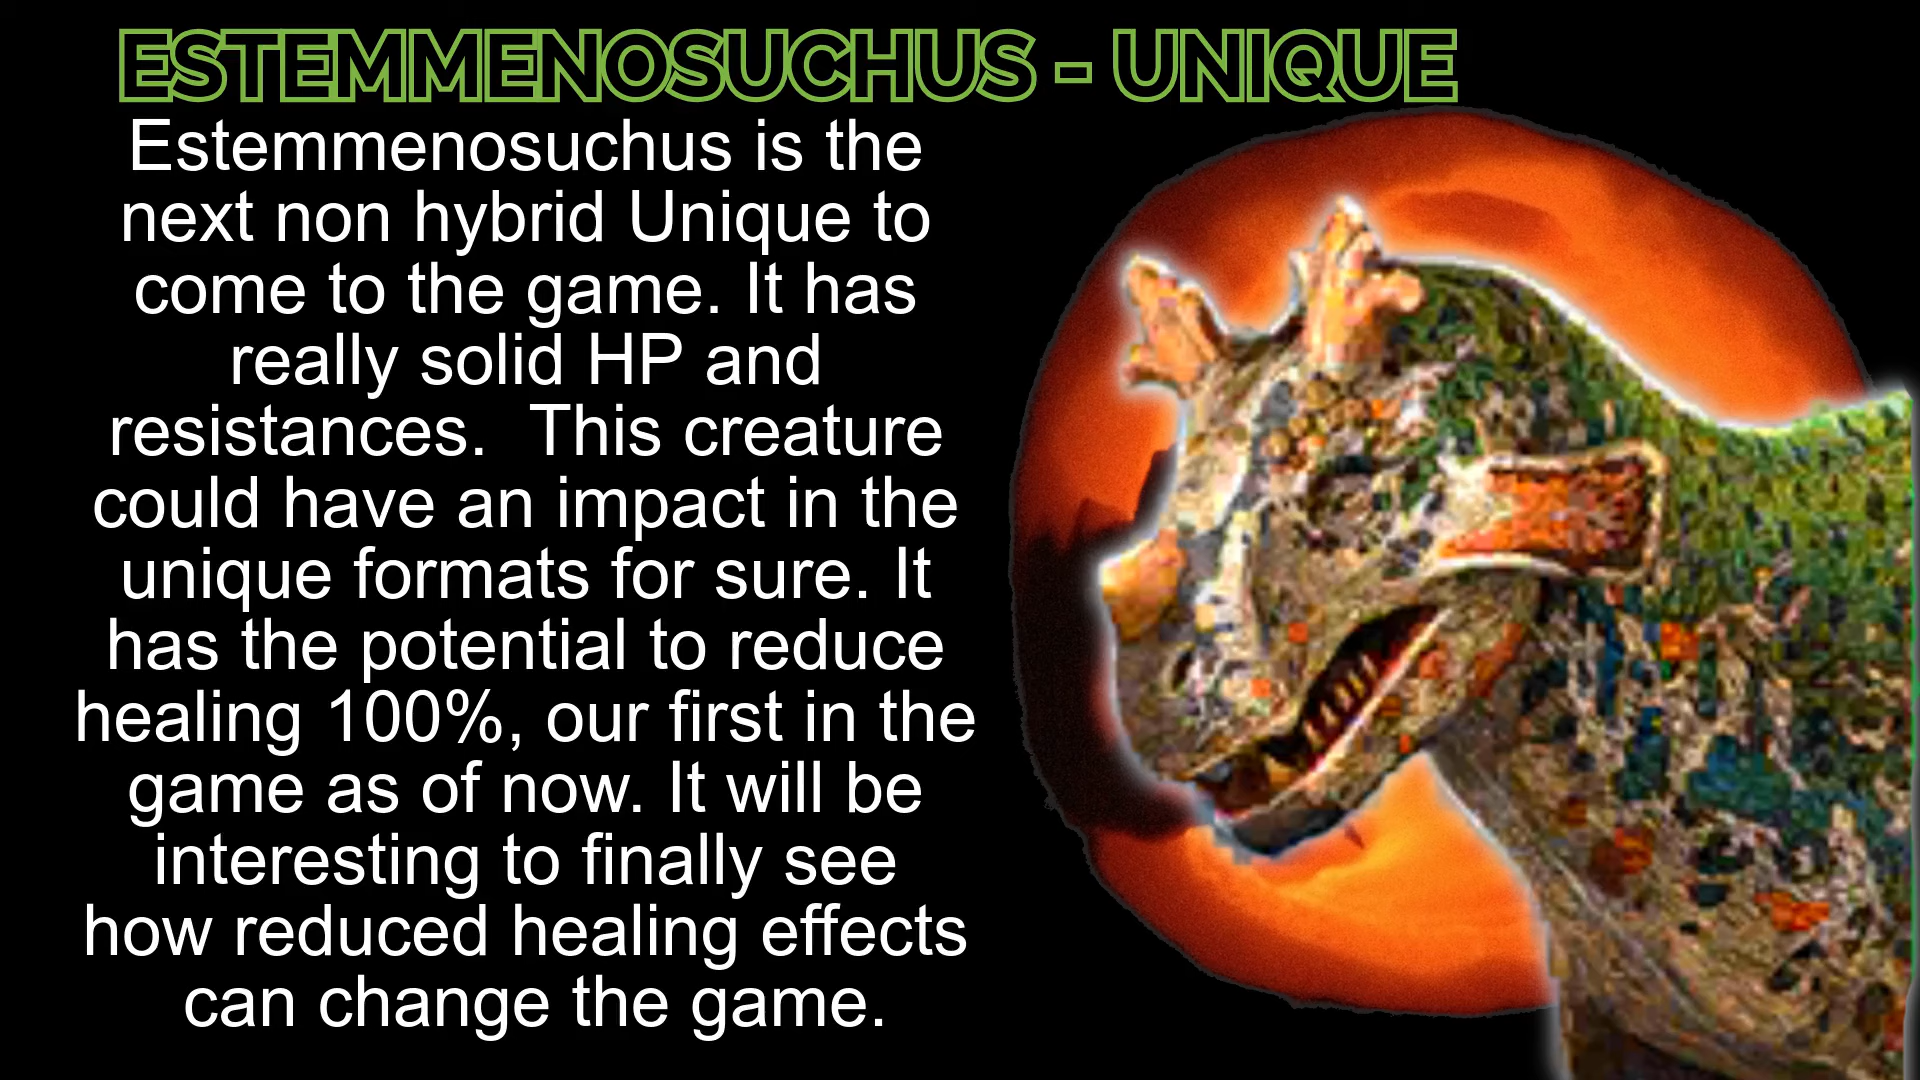 ESTEMMENOSUCHUS - UNIQUE
Estemmenosuchus is the
next non hybrid Unique to
come to the game. It has
really solid HP and
resistances.  This creature
could have an impact in the
unique formats for sure. It
has the potential to reduce
healing 100%, our first in the
game as of now. It will be
interesting to finally see
how reduced healing effects
can change the game.